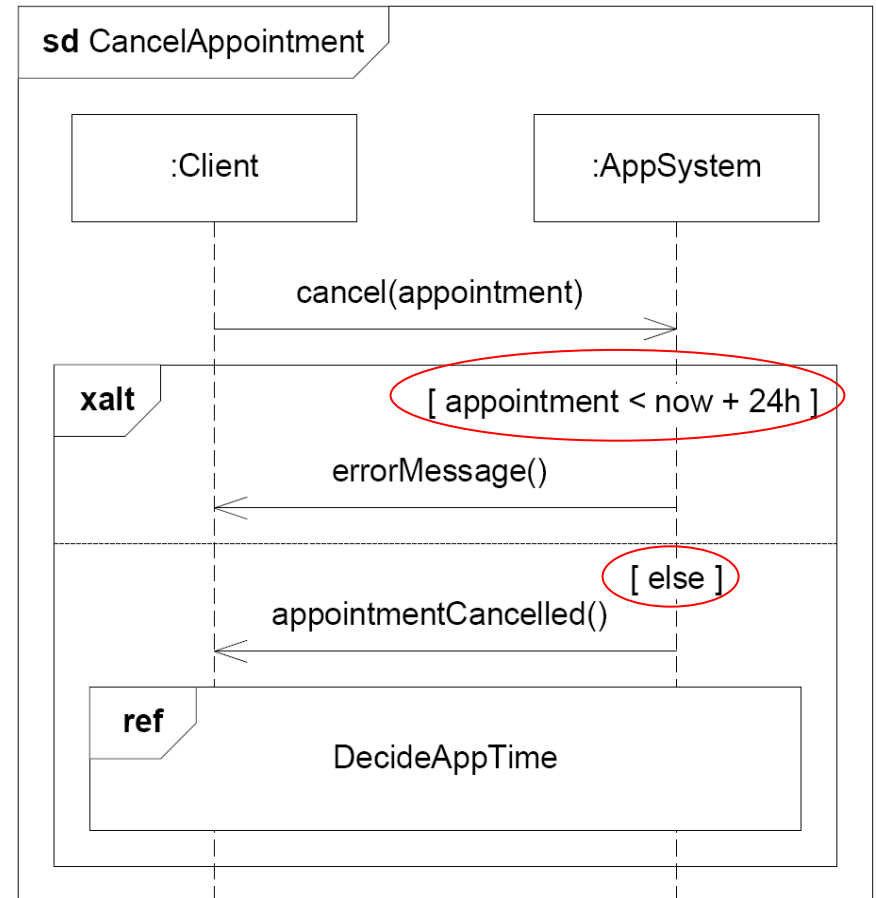 sd CancelAppointment
:Client
:AppSystem
cancel(appointment)
xalt
[ appointment < now + 24h ]
errorMessage()
[ else ]
appointmentCancelled()
ref
DecideAppTime